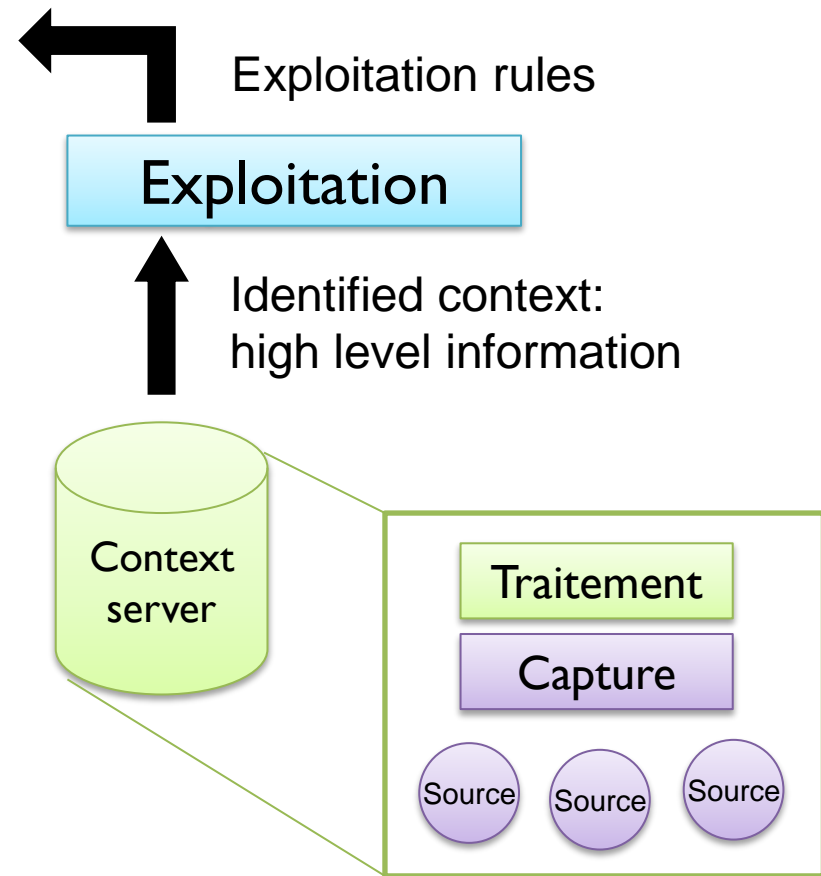 Exploitation rules
Exploitation
Identified context:
high level information
Context
server
Traitement
Capture
Source
Source
Source